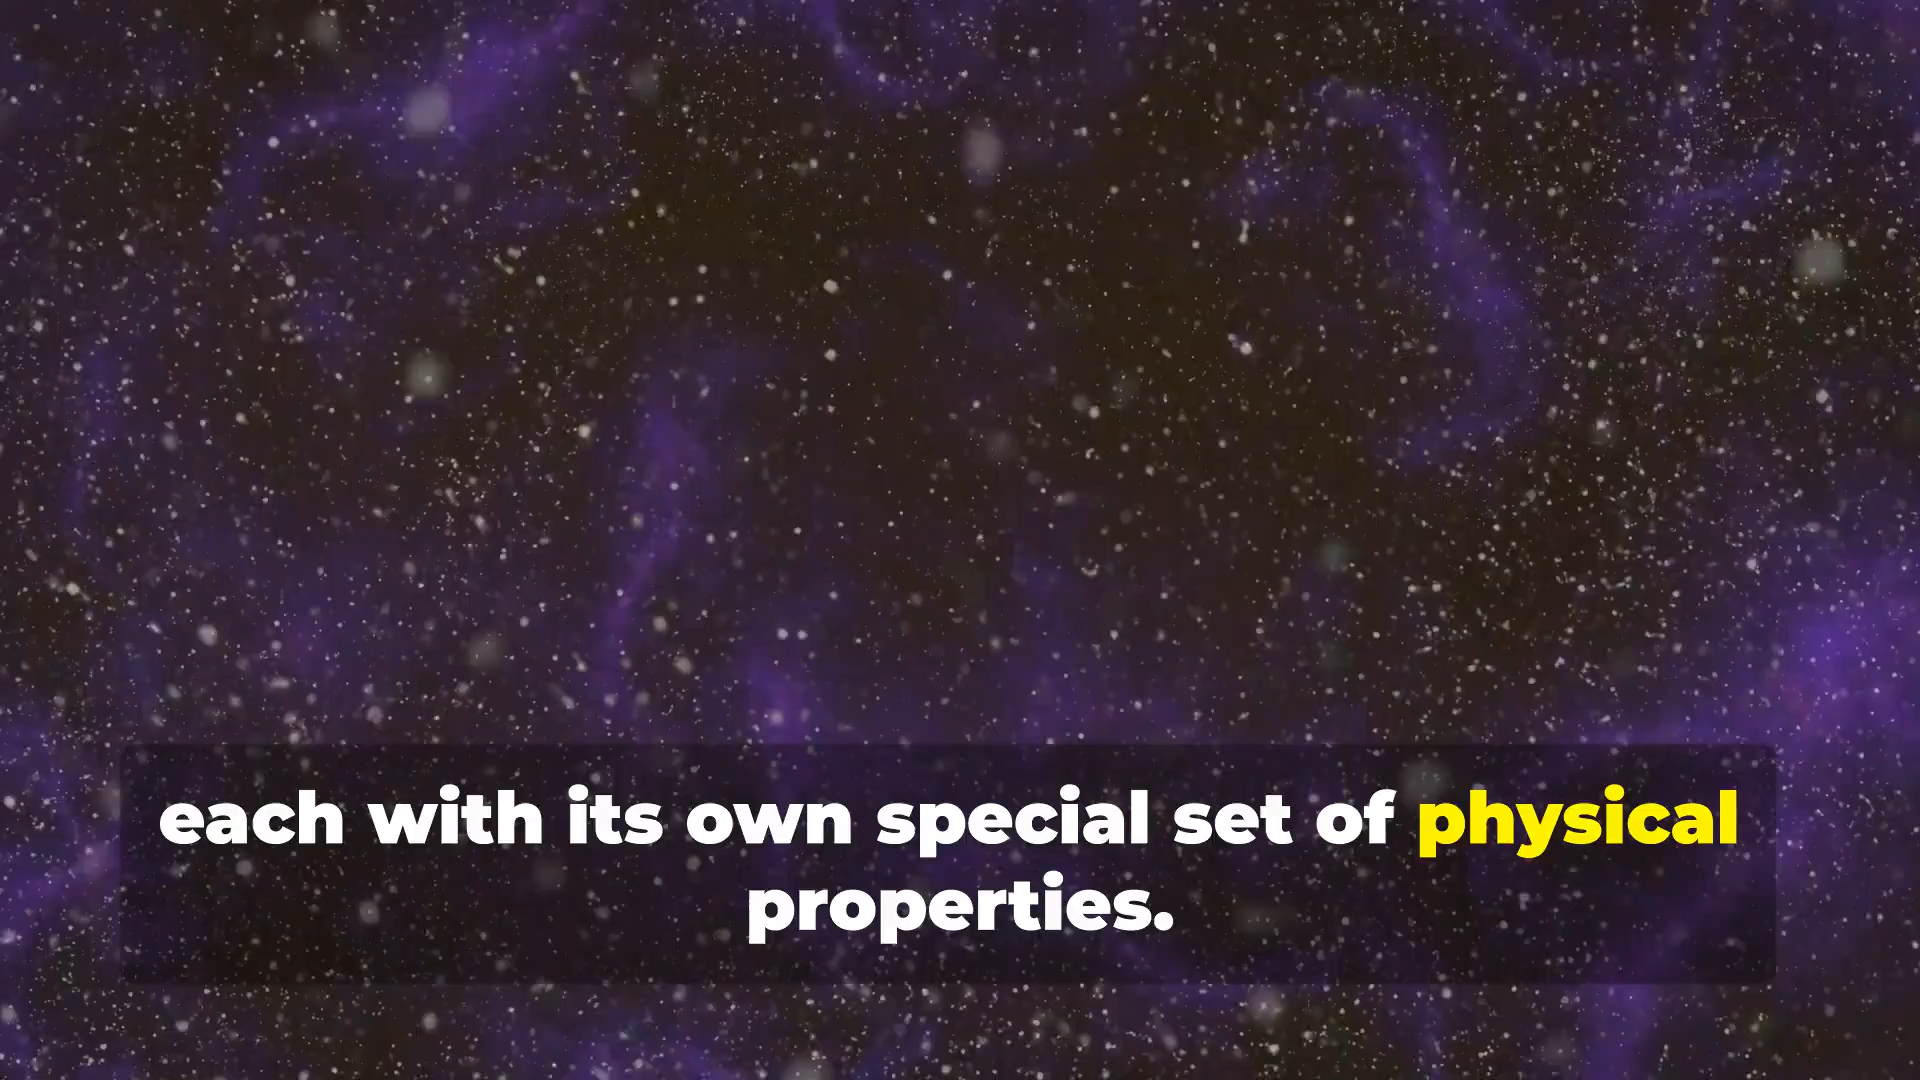 each with its own special set of physical
properties.